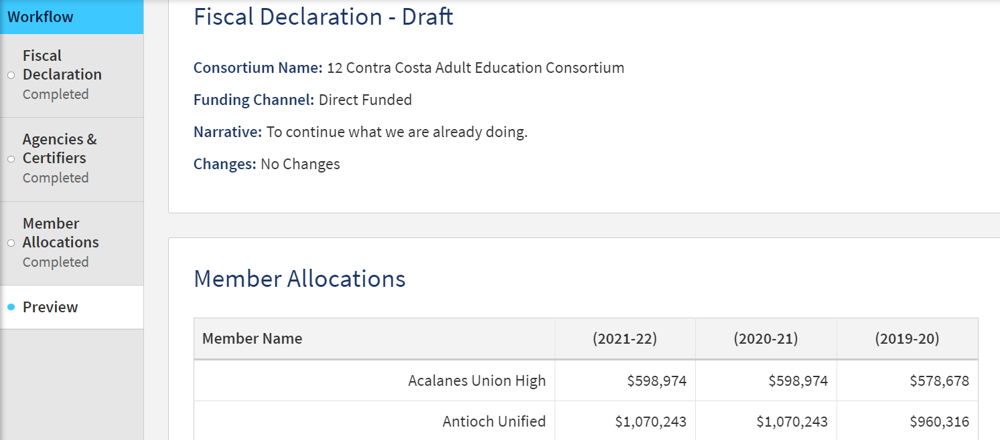 Workflow
Fiscal
Declaration
Completed
Agencies &
Certifiers
Completed
Member
Allocations
Completed
Preview
Fiscal Declaration - Draft
Consortium Name: 12 Contra Costa Adult Education Consortium
Funding Channel: Direct Funded
Narrative: To continue what we are already doing.
Changes: No Changes
Member Allocations
Member Name (2021-22) (2020-21) (2019-20)
Acalanes Union High $598,974 $598,974 $578,678
Antioch Unified $1,070,243 $1,070,243 $960,316